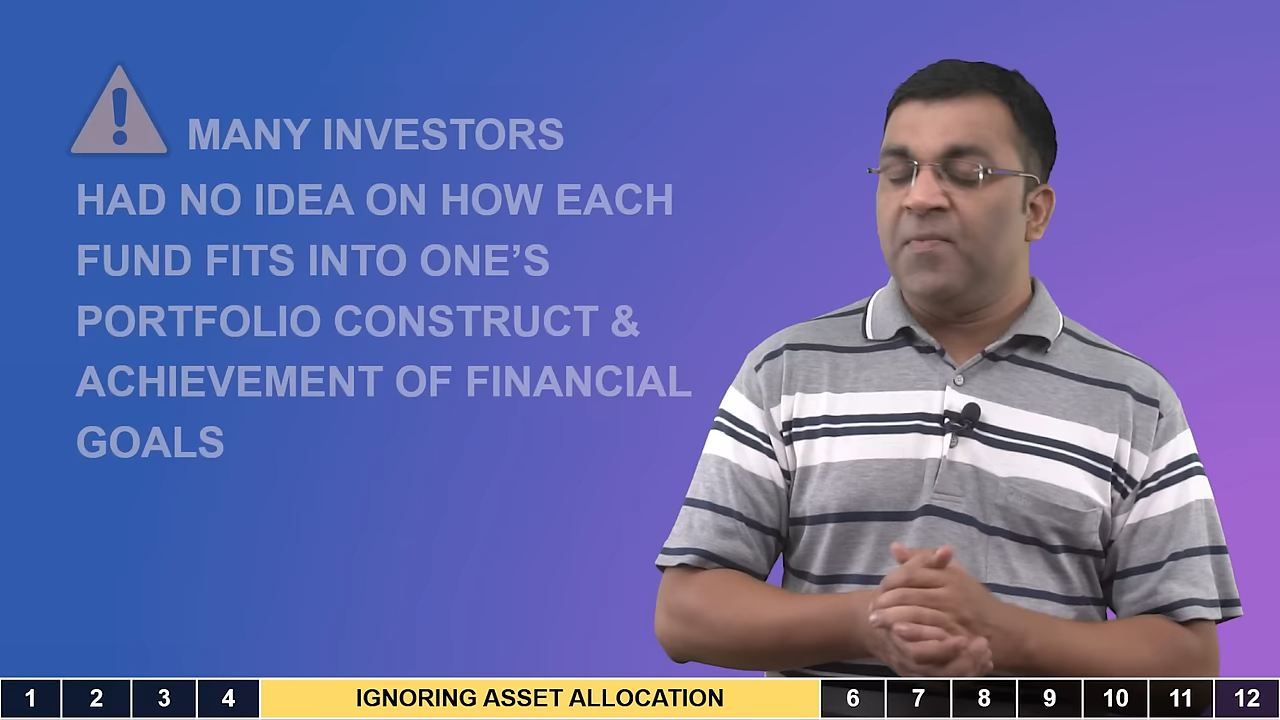 MANY INVESTORS
HAD NO IDEA ON HOW EACH
FUND FITS INTO ONE’S
PORTFOLIO CONSTRUCT &
ACHIEVEMENT OF FINANCIAL
GOALS
1 2 3 4 IGNORING ASSET ALLOCATION 6 7 8 9 10 11 12